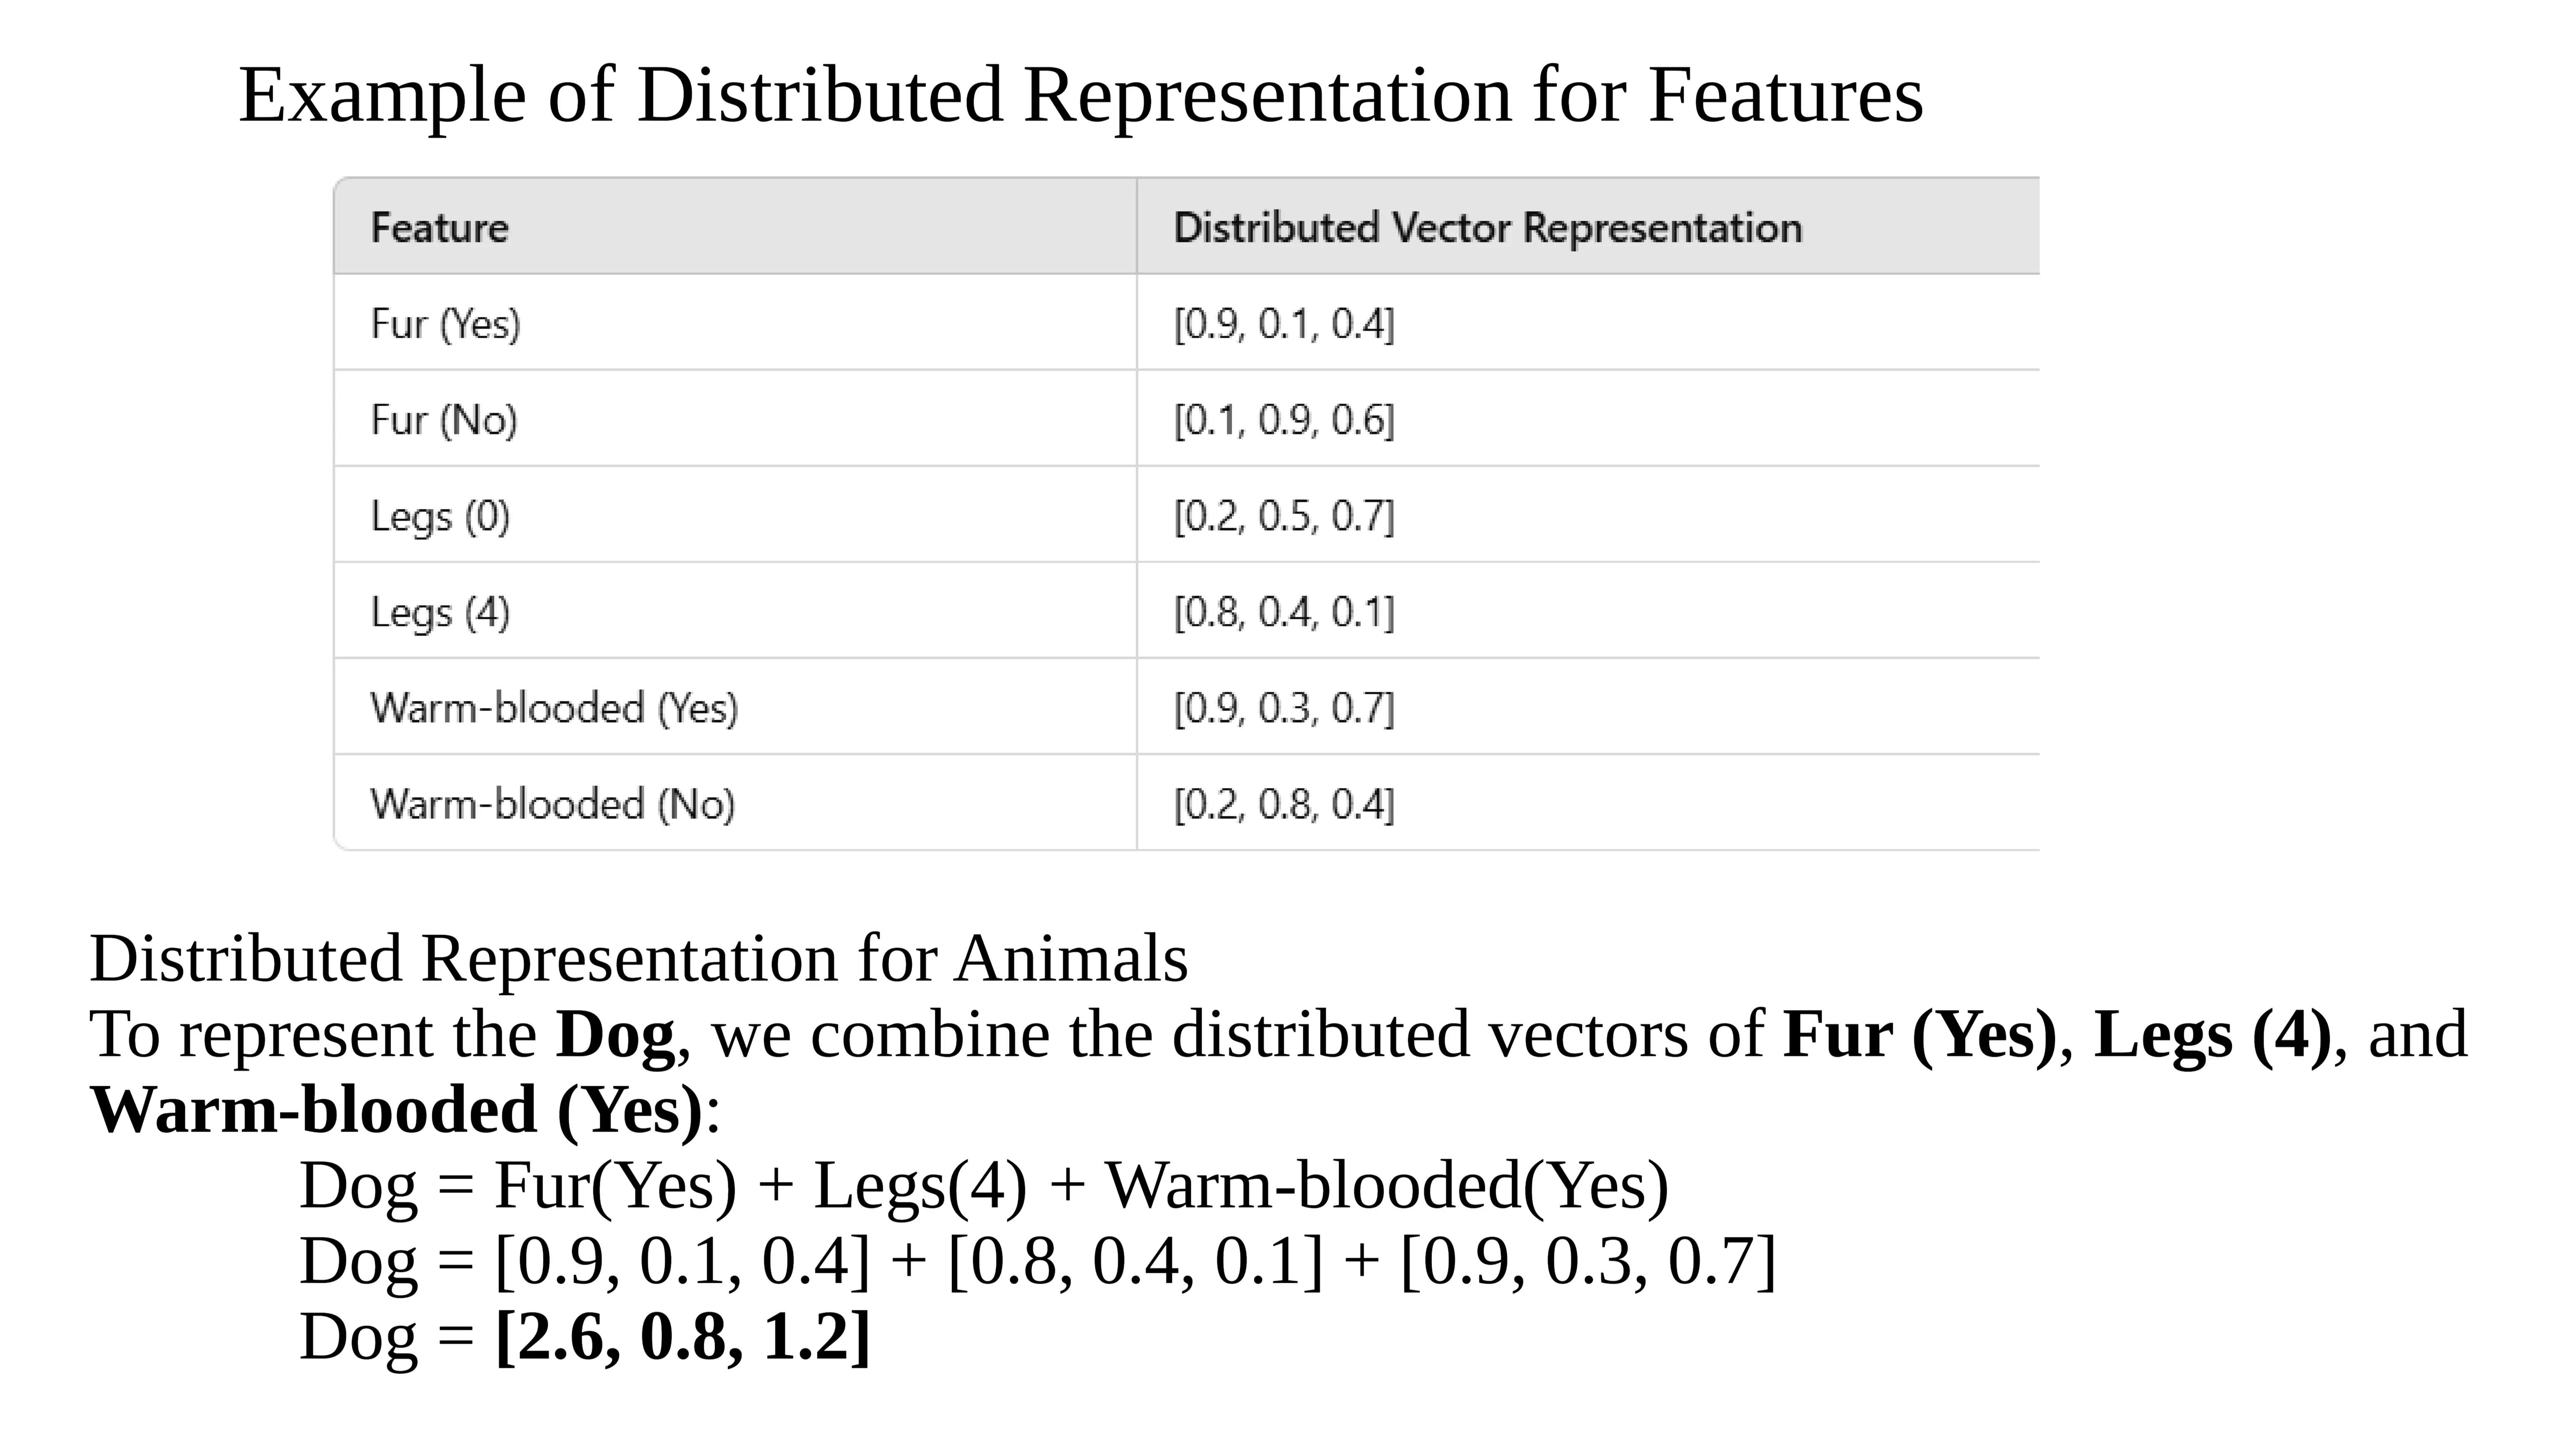 Example of Distributed Representation for Features
Feature Distributed Vector Representation
Fur (Yes) [0.9, 0.1, 0.4]
Fur (No) [0.1, 0.9, 0.6]
Legs (0) [0.2, 0.5, 0.7]
Legs (4) [0.8, 0.4, 0.1]
Warm-blooded (Yes) [0.9, 0.3, 0.7]
Warm-blooded (No) [0.2, 0.8, 0.4]
Distributed Representation for Animals
To represent the Dog, we combine the distributed vectors of Fur (Yes), Legs (4), and
Warm-blooded (Yes):
Dog = Fur(Yes) + Legs(4) + Warm-blooded(Yes)
Dog = [0.9, 0.1, 0.4] + [0.8, 0.4, 0.1] + [0.9, 0.3, 0.7]
Dog = [2.6, 0.8, 1.2]